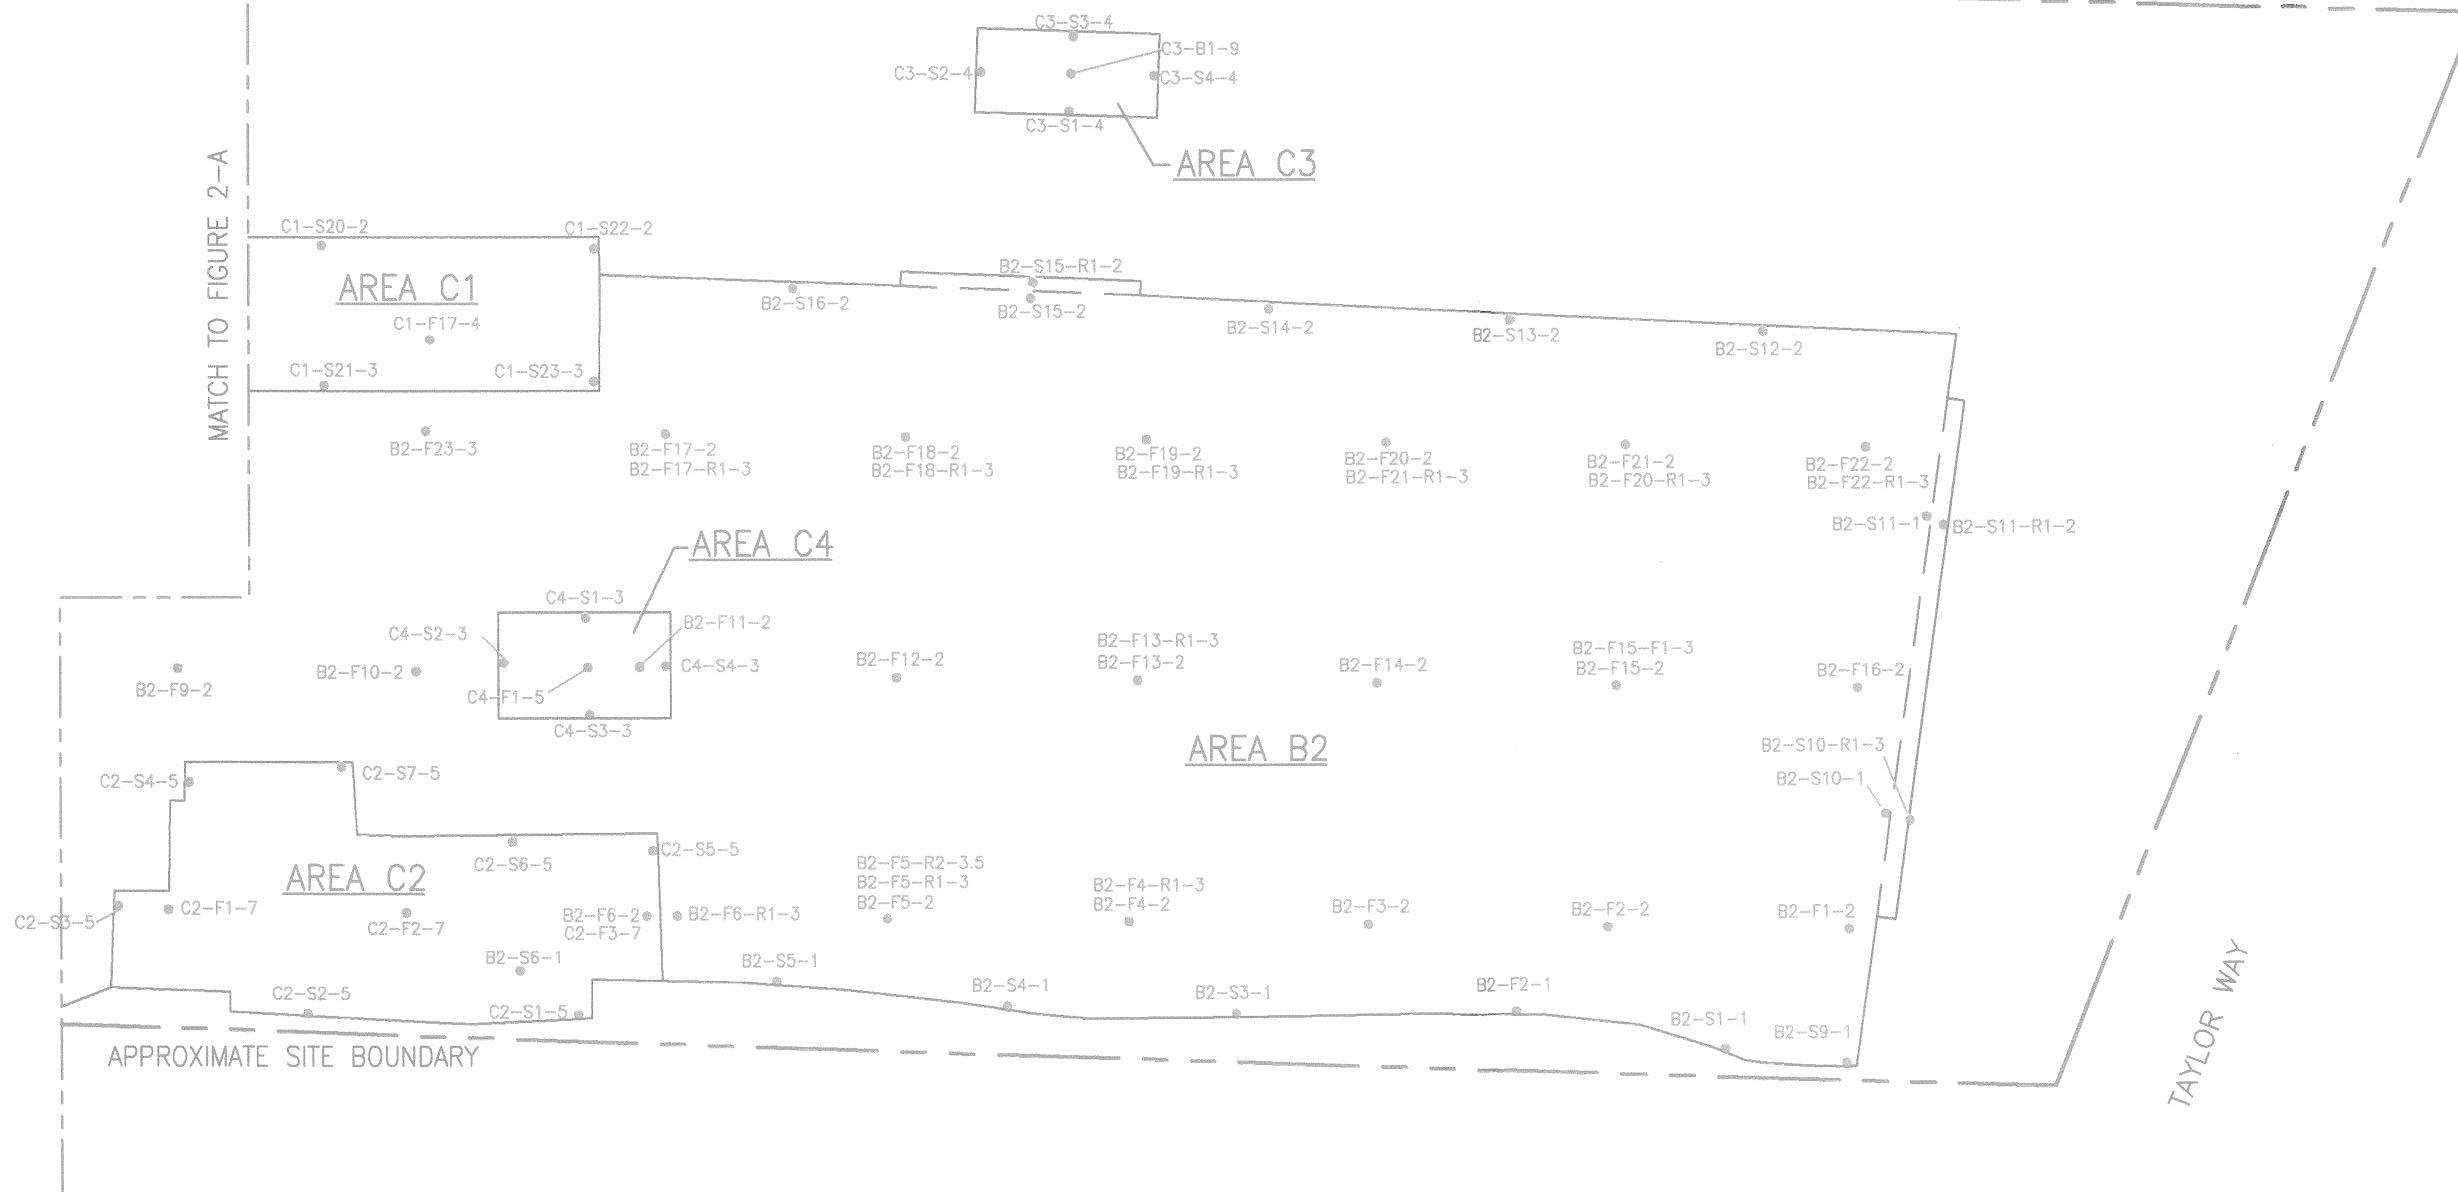 C3-S3-4
C3-B1-9
C3-S2-4
C3-S4-4
C3-S1-4
AREA C3
MATCH TO FIGURE 2-A
C1-S20-2
C1-S22-2
AREA C1
C1-F17-4
C1-S21-3
C1-S23-3
B2-S15-R1-2
B2-S16-2
B2-S15-2
B2-S14-2
B2-S13-2
B2-S12-2
B2-F23-3
B2-F17-2
B2-F17-R1-3
B2-F18-2
B2-F18-R1-3
B2-F19-2
B2-F19-R1-3
B2-F20-2
B2-F21-R1-3
B2-F21-2
B2-F20-R1-3
B2-F22-2
B2-F22-R1-3
B2-S11-1
B2-S11-R1-2
AREA C4
C4-S1-3
C4-S2-3
B2-F11-2
C4-S4-3
C4-F1-5
C4-S3-3
B2-F9-2
B2-F10-2
B2-F12-2
B2-F13-R1-3
B2-F13-2
B2-F14-2
B2-F15-F1-3
B2-F15-2
B2-F16-2
AREA B2
B2-S10-R1-3
B2-S10-1
C2-S4-5
C2-S7-5
C2-S6-5
C2-S5-5
AREA C2
C2-S3-5
C2-F1-7
C2-F2-7
B2-F6-2
C2-F3-7
B2-F6-R1-3
B2-F5-R2-3.5
B2-F5-R1-3
B2-F5-2
B2-F4-R1-3
B2-F4-2
B2-F3-2
B2-F2-2
B2-F1-2
B2-S6-1
B2-S5-1
C2-S2-5
C2-S1-5
B2-S4-1
B2-S3-1
B2-F2-1
B2-S1-1
B2-S9-1
APPROXIMATE SITE BOUNDARY
TAYLOR WAY